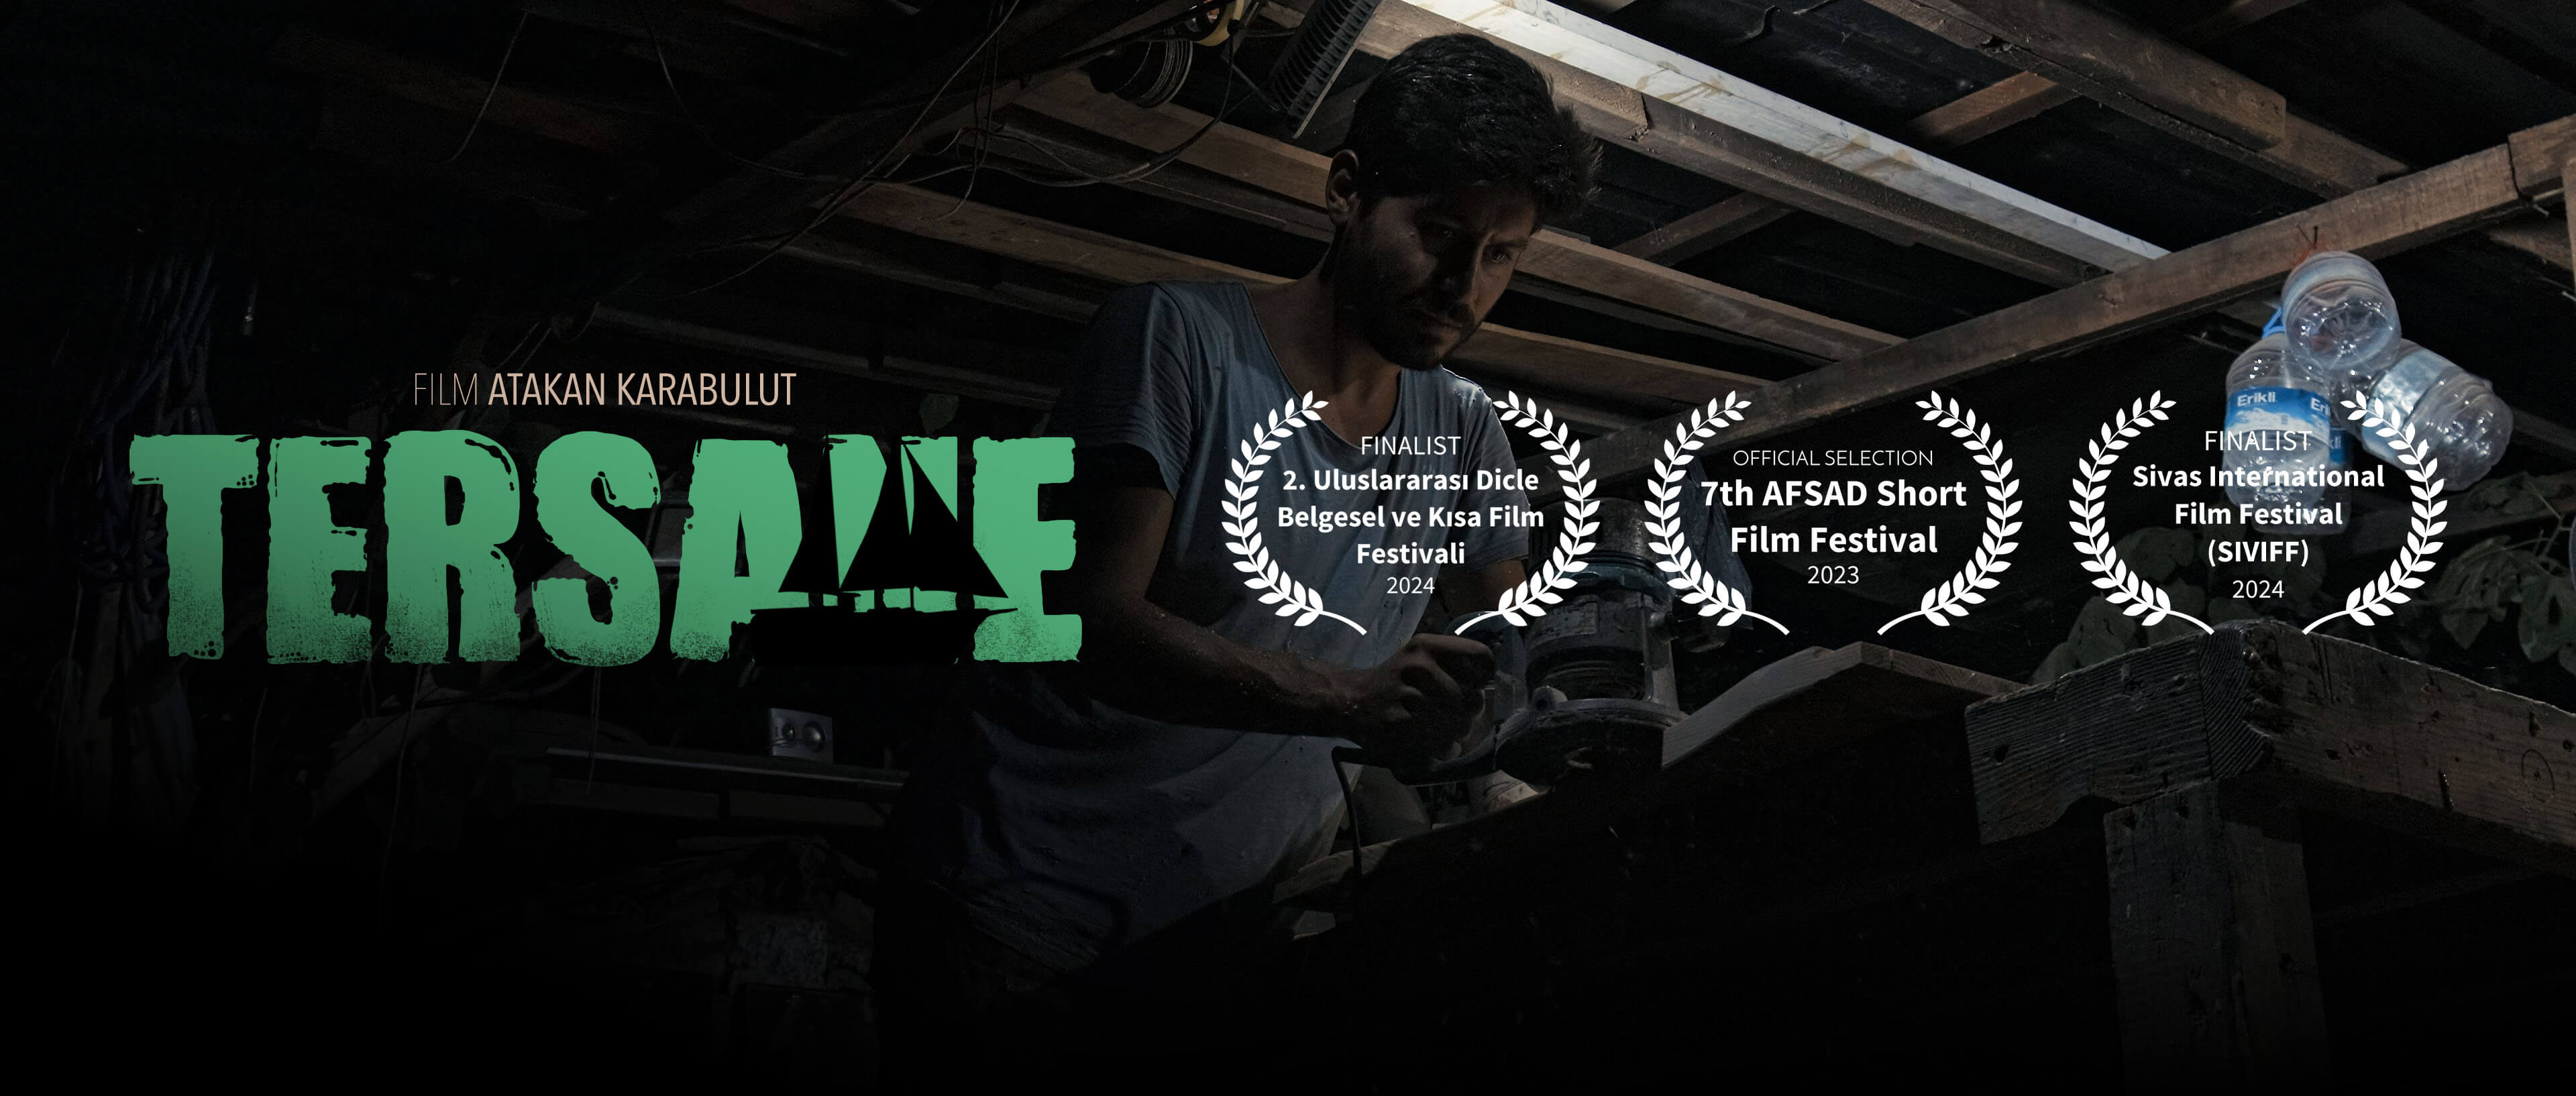 FILM ATAKAN KARABULUT
TERSANE
FINALIST
2. Uluslararası Dicle
Belgesel ve Kısa Film
Festivali
2024
OFFICIAL SELECTION
7th AFSAD Short
Film Festival
2023
FINALIST
Sivas International
Film Festival
(SIVIFF)
2024
Erikli